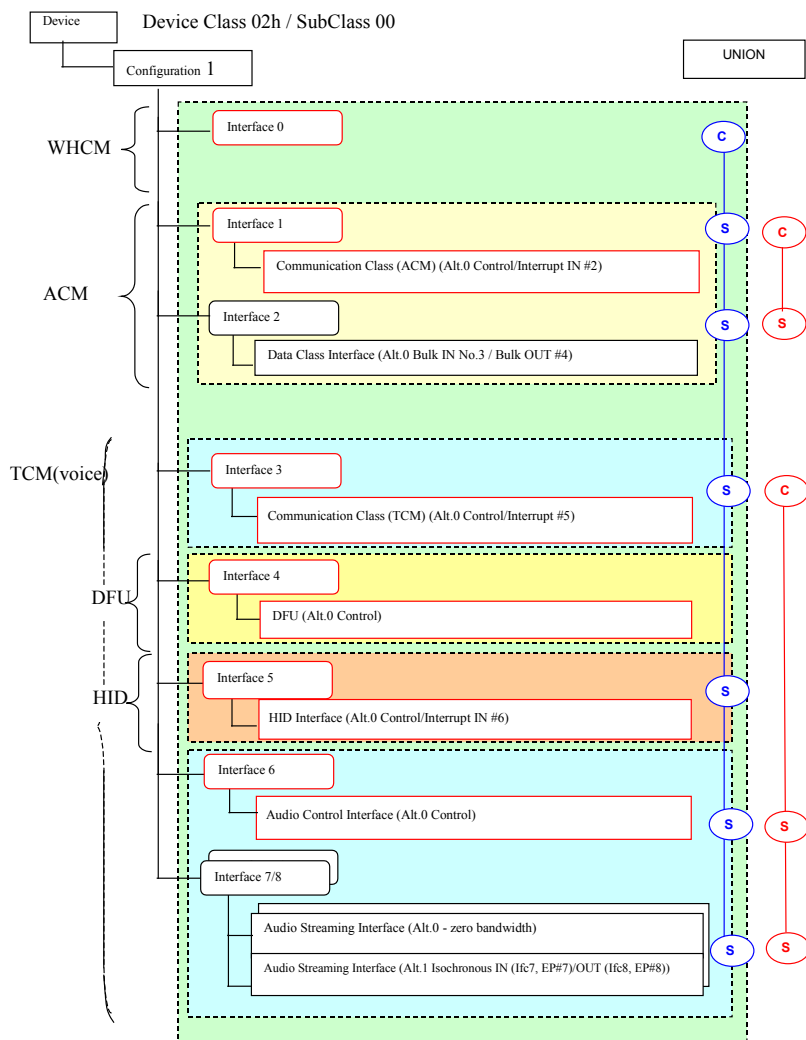 Device
Device Class 02h / SubClass 00
Configuration 1
UNION
WHCM
Interface 0
C
ACM
Interface 1
S
C
Communication Class (ACM) (Alt.0 Control/Interrupt IN #2)
Interface 2
S
S
Data Class Interface (Alt.0 Bulk IN No.3 / Bulk OUT #4)
TCM(voice)
Interface 3
S
C
Communication Class (TCM) (Alt.0 Control/Interrupt #5)
DFU
Interface 4
DFU (Alt.0 Control)
HID
Interface 5
S
HID Interface (Alt.0 Control/Interrupt IN #6)
Interface 6
Audio Control Interface (Alt.0 Control)
S
S
Interface 7/8
Audio Streaming Interface (Alt.0 - zero bandwidth)
S
S
Audio Streaming Interface (Alt.1 Isochronous IN (Ifc7, EP#7)/OUT (Ifc8, EP#8))